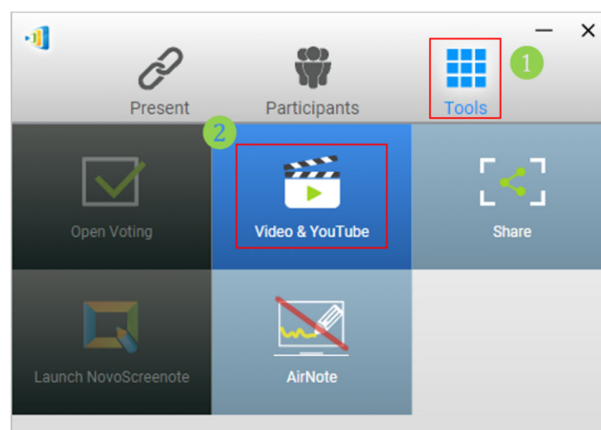 1
Present Participants Tools
2
Open Voting Video & YouTube Share
Launch NovoScreenote AirNote